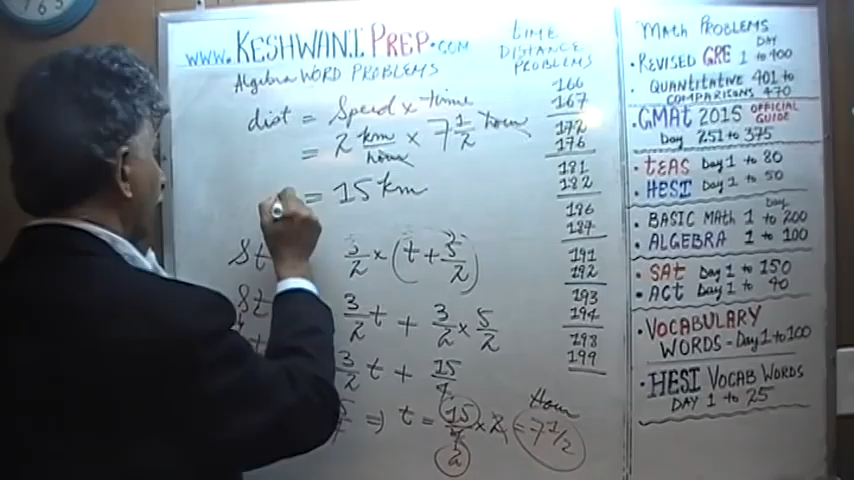 www.KESHWANI PREP.COM
Algebra WORD PROBLEMS
dist = Speed × time
= 2 km/hour × 7 1/2 hour
= 15 km
St 3/2 × (t + 5/2)
St 3/2 t + 3/2 × 5/2
3/2 t + 15/4
⇒ t = 15/4 × 2 = 7 1/2
2
Hour
TIME
DISTANCE
PROBLEMS
166
167
172
176
181
182
186
187
191
192
193
194
198
199
MATH PROBLEMS
• REVISED GRE DAY 1 to 400
• QUANTITATIVE 401 to
COMPARISONS 470
• GMAT 2015 OFFICIAL GUIDE
Day 251 to 375
• TEAS Day 1 to 80
• HESI Day 1 to 50
Day
• BASIC MATH 1 to 200
• ALGEBRA 1 to 100
• SAT Day 1 to 150
• ACT Day 1 to 90
• VOCABULARY
WORDS - Day 1 to 100
• HESI VOCAB WORDS
DAY 1 to 25